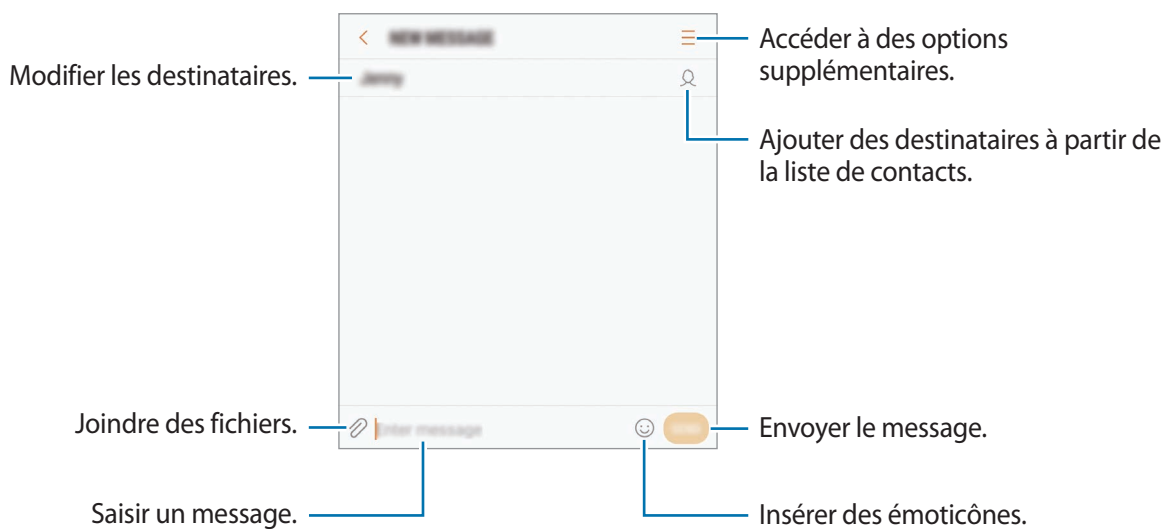 NEW MESSAGE
Accéder à des options
supplémentaires.
Modifier les destinataires.
Jenny
Ajouter des destinataires à partir de
la liste de contacts.
Joindre des fichiers.
Enter message
Envoyer le message.
Saisir un message.
Insérer des émoticônes.